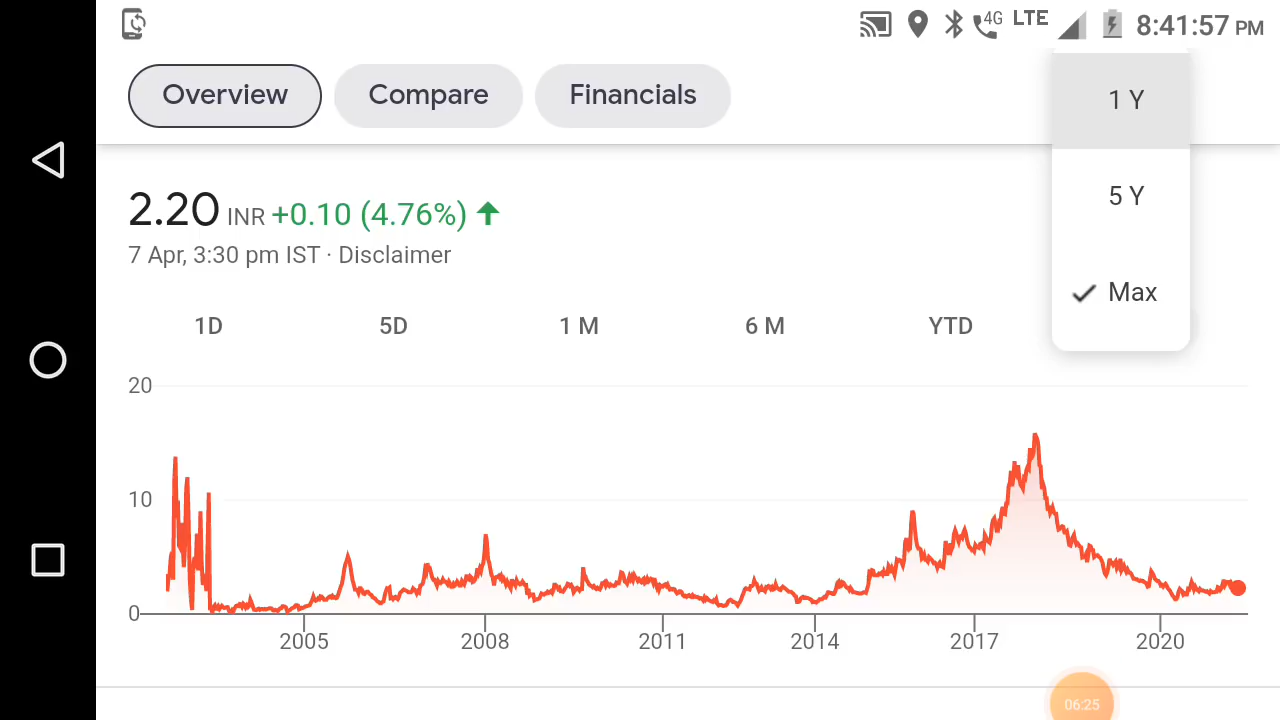 4G LTE 8:41:57 PM
Overview Compare Financials
1 Y
5 Y
Max
2.20 INR +0.10 (4.76%)
7 Apr, 3:30 pm IST · Disclaimer
1D 5D 1 M 6 M YTD
20
10
0
2005 2008 2011 2014 2017 2020
06:25